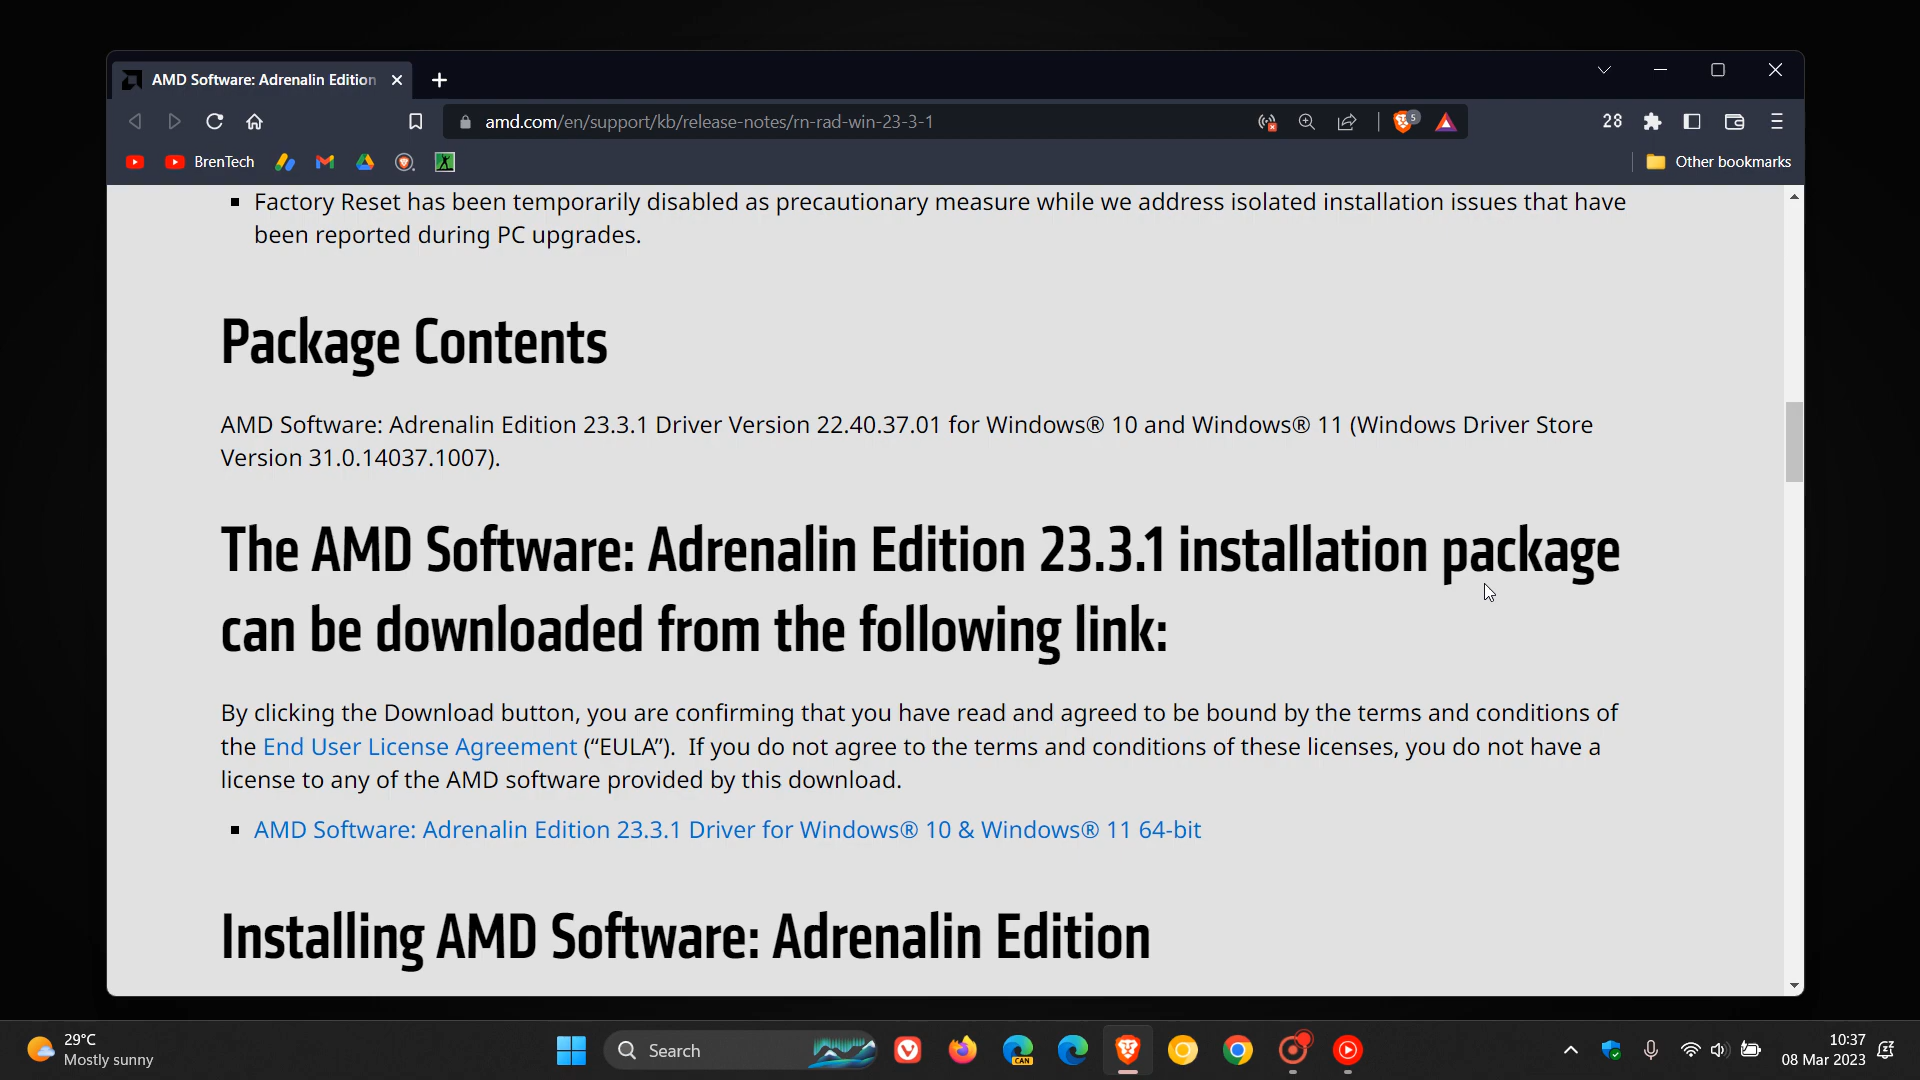 AMD Software: Adrenalin Edition
amd.com/en/support/kb/release-notes/rn-rad-win-23-3-1
5
28
BrenTech
Other bookmarks
Factory Reset has been temporarily disabled as precautionary measure while we address isolated installation issues that have
been reported during PC upgrades.
Package Contents
AMD Software: Adrenalin Edition 23.3.1 Driver Version 22.40.37.01 for Windows® 10 and Windows® 11 (Windows Driver Store
Version 31.0.14037.1007).
The AMD Software: Adrenalin Edition 23.3.1 installation package
can be downloaded from the following link:
By clicking the Download button, you are confirming that you have read and agreed to be bound by the terms and conditions of
the End User License Agreement (“EULA”).  If you do not agree to the terms and conditions of these licenses, you do not have a
license to any of the AMD software provided by this download.
AMD Software: Adrenalin Edition 23.3.1 Driver for Windows® 10 & Windows® 11 64-bit
Installing AMD Software: Adrenalin Edition
29°C
Mostly sunny
Search
CAN
10:37
08 Mar 2023